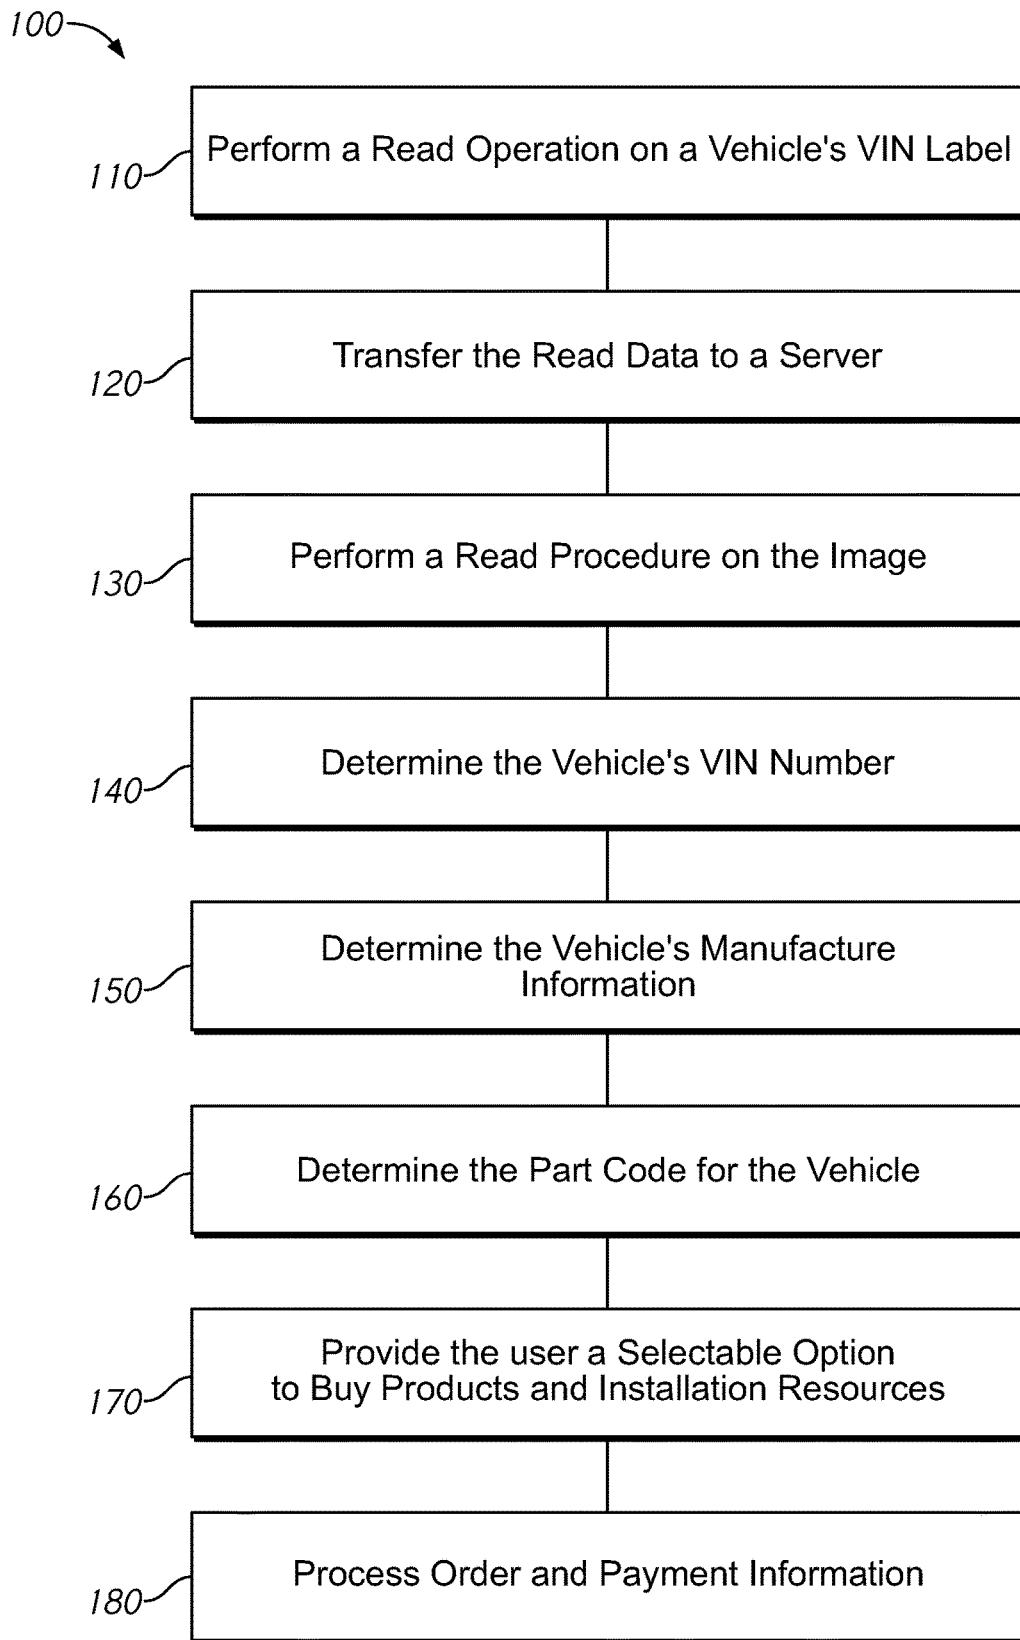 100
Perform a Read Operation on a Vehicle's VIN Label
110
Transfer the Read Data to a Server
120
Perform a Read Procedure on the Image
130
Determine the Vehicle's VIN Number
140
Determine the Vehicle's Manufacture
Information
150
Determine the Part Code for the Vehicle
160
Provide the user a Selectable Option
to Buy Products and Installation Resources
170
Process Order and Payment Information
180